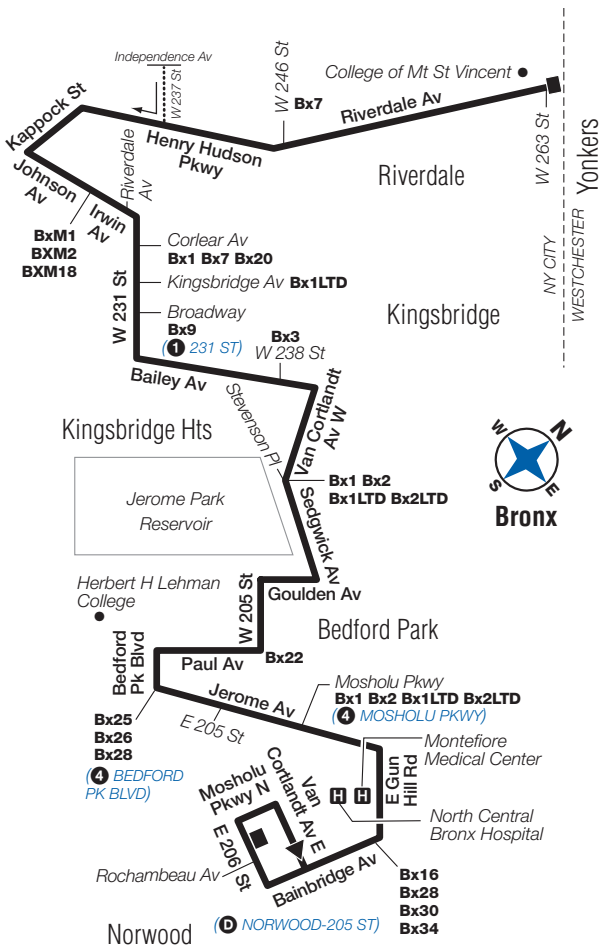 Independence Av
W 237 St
W 246 St
Bx7
College of Mt St Vincent
Riverdale Av
W 263 St
Yonkers
Kappock St
Henry Hudson
Pkwy
Riverdale
NY CITY
WESTCHESTER
Johnson
Av
Irwin
Av
Riverdale
Av
BxM1
BXM2
BXM18
Corlear Av
Bx1 Bx7 Bx20
Kingsbridge Av Bx1LTD
W 231 St
Broadway
Bx9
(1 231 ST)
Kingsbridge
Bx3
W 238 St
Bailey Av
Stevenson Pl
Van Cortlandt
Av W
Kingsbridge Hts
N
W
S
E
Bronx
Bx1 Bx2
Bx1LTD Bx2LTD
Jerome Park
Reservoir
Sedgwick Av
Herbert H Lehman
College
W 205 St
Goulden Av
Bedford Park
Bedford
Pk Blvd
Paul Av
Bx22
Mosholu Pkwy
Bx1 Bx2 Bx1LTD Bx2LTD
(4 MOSHOLU PKWY)
Jerome Av
E 205 St
Bx25
Bx26
Bx28
(4 BEDFORD
PK BLVD)
Montefiore
Medical Center
E Gun
Hill Rd
H H
North Central
Bronx Hospital
Mosholu
Pkwy N
Van
Cortlandt Av E
E 206 St
Rochambeau Av
Bainbridge Av
Bx16
Bx28
Bx30
Bx34
Norwood
(D NORWOOD-205 ST)